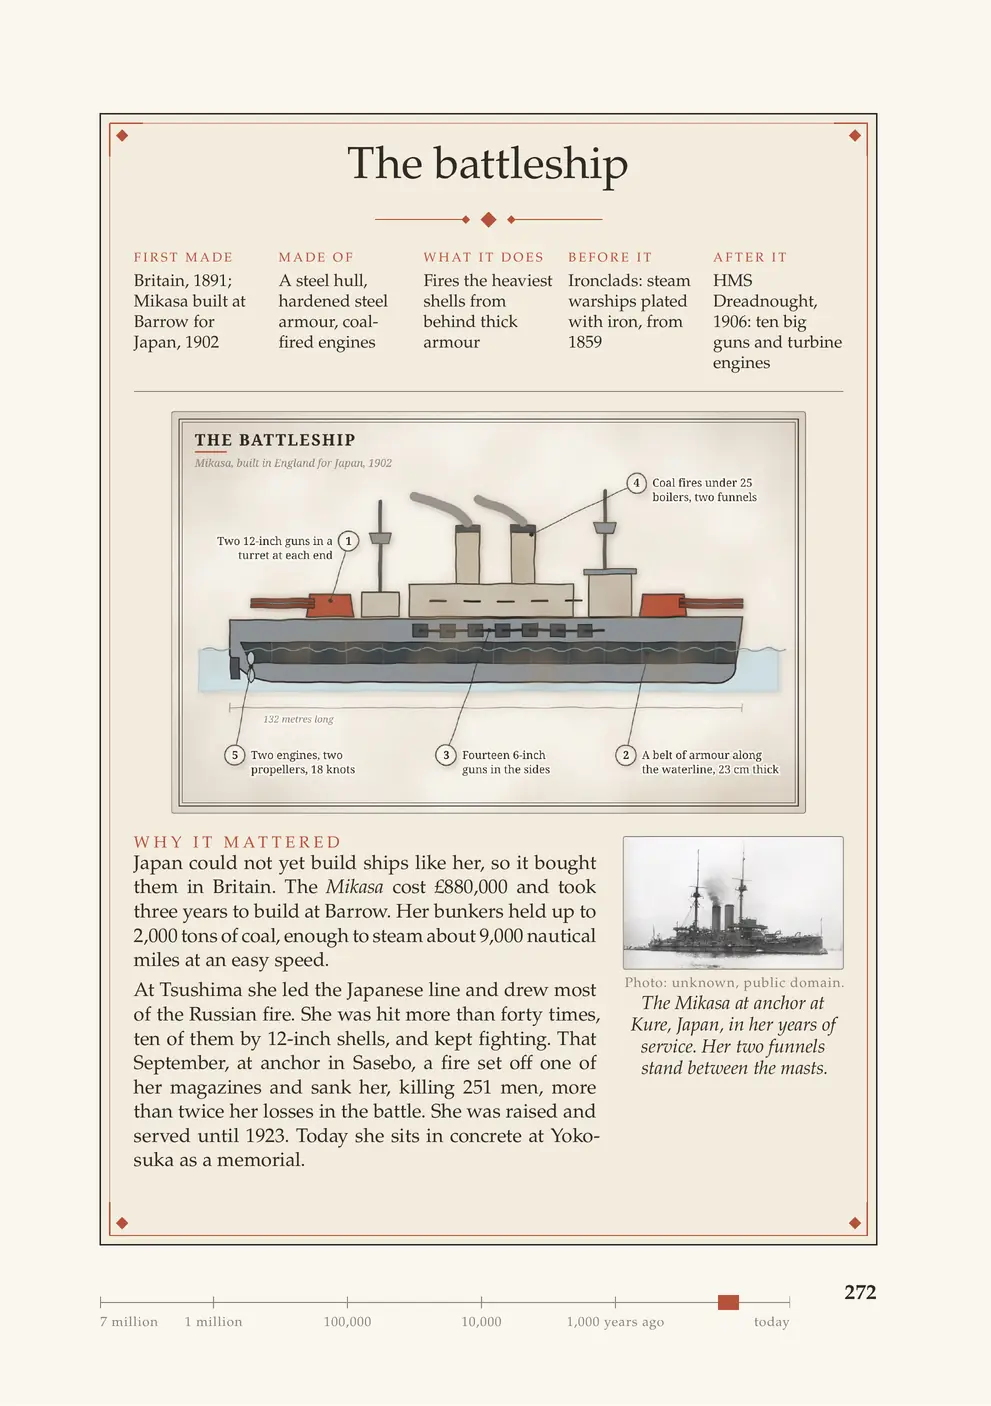 The battleship
FIRST MADE
Britain, 1891;
Mikasa built at
Barrow for
Japan, 1902
MADE OF
A steel hull,
hardened steel
armour, coal-
fired engines
WHAT IT DOES
Fires the heaviest
shells from
behind thick
armour
BEFORE IT
Ironclads: steam
warships plated
with iron, from
1859
AFTER IT
HMS
Dreadnought,
1906: ten big
guns and turbine
engines
THE BATTLESHIP
Mikasa, built in England for Japan, 1902
4 Coal fires under 25
boilers, two funnels
Two 12-inch guns in a 1
turret at each end
132 metres long
5 Two engines, two
propellers, 18 knots
3 Fourteen 6-inch
guns in the sides
2 A belt of armour along
the waterline, 23 cm thick
WHY IT MATTERED
Japan could not yet build ships like her, so it bought
them in Britain. The Mikasa cost £880,000 and took
three years to build at Barrow. Her bunkers held up to
2,000 tons of coal, enough to steam about 9,000 nautical
miles at an easy speed.
At Tsushima she led the Japanese line and drew most
of the Russian fire. She was hit more than forty times,
ten of them by 12-inch shells, and kept fighting. That
September, at anchor in Sasebo, a fire set off one of
her magazines and sank her, killing 251 men, more
than twice her losses in the battle. She was raised and
served until 1923. Today she sits in concrete at Yoko-
suka as a memorial.
Photo: unknown, public domain.
The Mikasa at anchor at
Kure, Japan, in her years of
service. Her two funnels
stand between the masts.
272
7 million
1 million
100,000
10,000
1,000 years ago
today